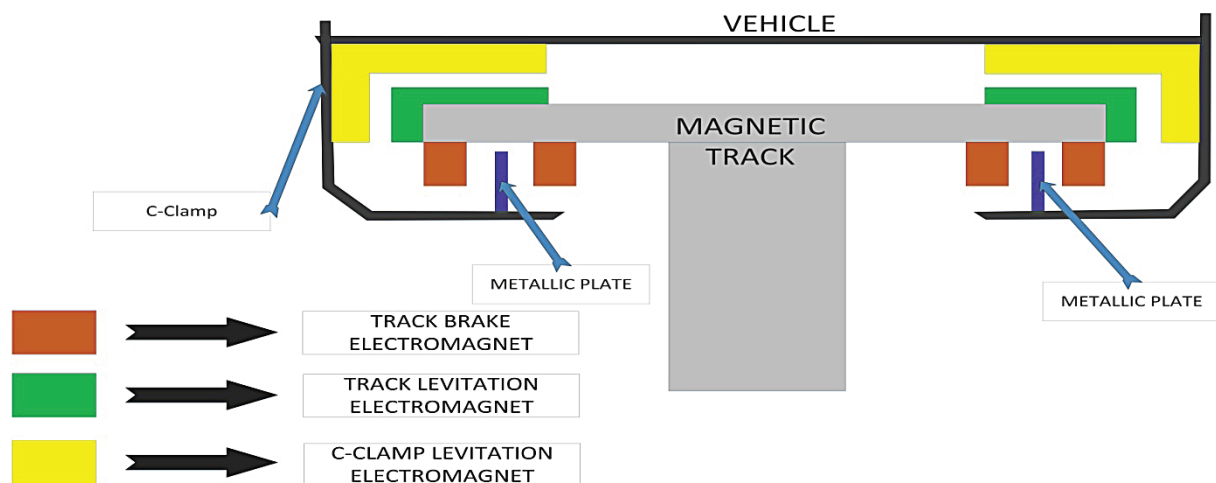 VEHICLE
MAGNETIC
TRACK
C-Clamp
METALLIC PLATE
METALLIC PLATE
TRACK BRAKE
ELECTROMAGNET
TRACK LEVITATION
ELECTROMAGNET
C-CLAMP LEVITATION
ELECTROMAGNET